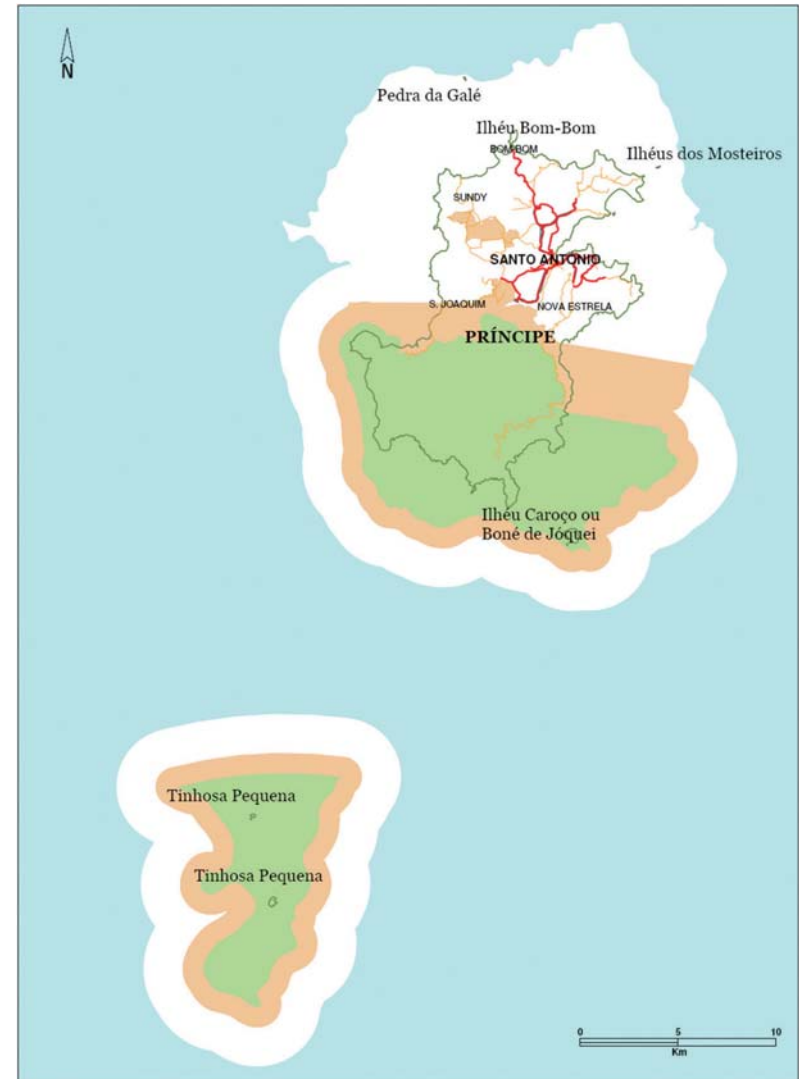 N
Pedra da Galé
Ilhéu Bom-Bom
BOM BOM
Ilhéus dos Mosteiros
SUNDY
SANTO ANTONIO
S. JOAQUIM
NOVA ESTRELA
PRÍNCIPE
Ilhéu Caroço ou
Boné de Jóquei
Tinhosa Pequena
Tinhosa Pequena
0 5 10
Km